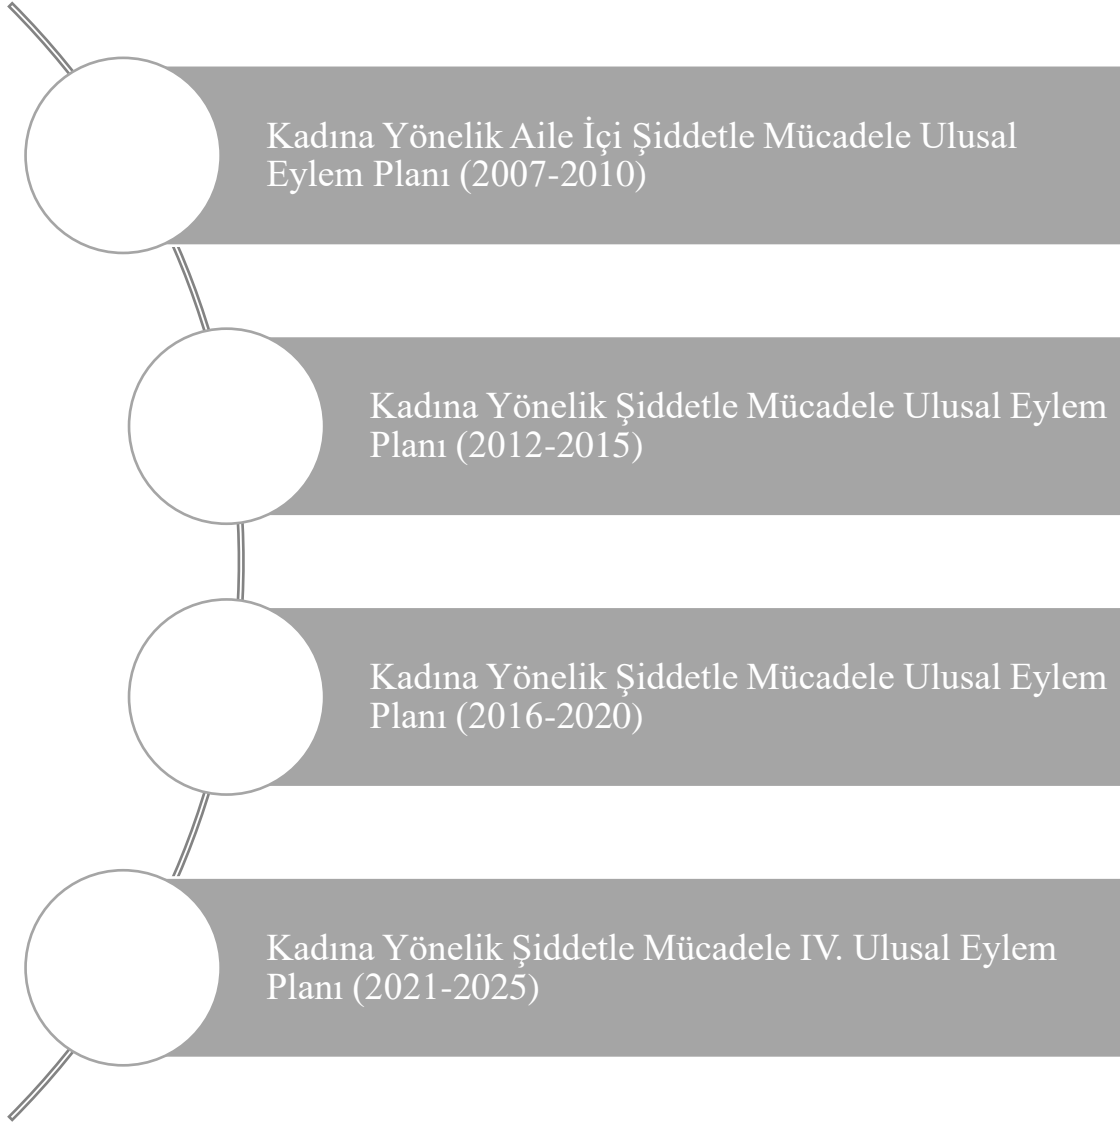 Kadına Yönelik Aile İçi Şiddetle Mücadele Ulusal
Eylem Planı (2007-2010)
Kadına Yönelik Şiddetle Mücadele Ulusal Eylem
Planı (2012-2015)
Kadına Yönelik Şiddetle Mücadele Ulusal Eylem
Planı (2016-2020)
Kadına Yönelik Şiddetle Mücadele IV. Ulusal Eylem
Planı (2021-2025)